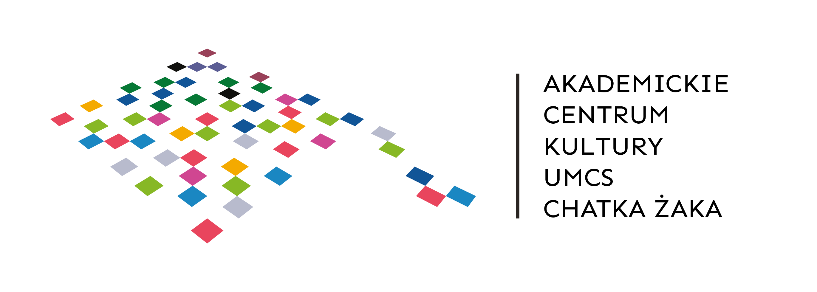 AKADEMICKIE
CENTRUM
KULTURY
UMCS
CHATKA ŻAKA